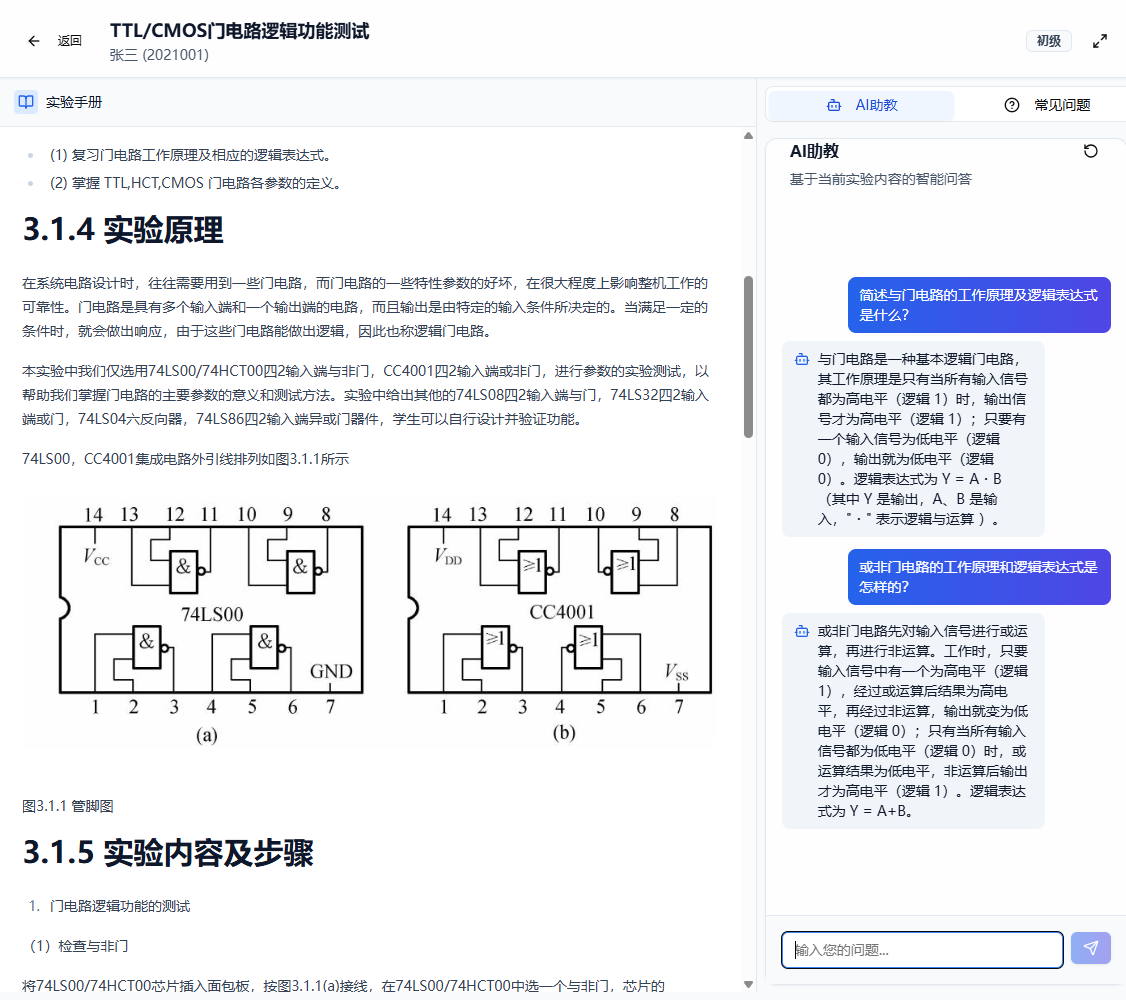 返回
TTL/CMOS门电路逻辑功能测试
张三 (2021001)
初级
实验手册
(1) 复习门电路工作原理及相应的逻辑表达式。
(2) 掌握 TTL,HCT,CMOS 门电路各参数的定义。
3.1.4 实验原理
在系统电路设计时，往往需要用到一些门电路，而门电路的一些特性参数的好坏，在很大程度上影响整机工作的
可靠性。门电路是具有多个输入端和一个输出端的电路，而且输出是由特定的输入条件所决定的。当满足一定的
条件时，就会做出响应，由于这些门电路能做出逻辑，因此也称逻辑门电路。
本实验中我们仅选用74LS00/74HCT00四2输入端与非门，CC4001四2输入端或非门，进行参数的实验测试，以
帮助我们掌握门电路的主要参数的意义和测试方法。实验中给出其他的74LS08四2输入端与门，74LS32四2输入
端或门，74LS04六反向器，74LS86四2输入端异或门器件，学生可以自行设计并验证功能。
74LS00，CC4001集成电路外引线排列如图3.1.1所示
14 13 12 11 10 9 8
VCC
& &
74LS00
& &
GND
1 2 3 4 5 6 7
(a)
14 13 12 11 10 9 8
VDD
≥1 ≥1
CC4001
≥1 ≥1
VSS
1 2 3 4 5 6 7
(b)
图3.1.1 管脚图
3.1.5 实验内容及步骤
1. 门电路逻辑功能的测试
（1）检查与非门
将74LS00/74HCT00芯片插入面包板，按图3.1.1(a)接线，在74LS00/74HCT00中选一个与非门，芯片的
AI助教
常见问题
AI助教
基于当前实验内容的智能问答
简述与门电路的工作原理及逻辑表达式
是什么？
与门电路是一种基本逻辑门电路，
其工作原理是只有当所有输入信号
都为高电平（逻辑 1）时，输出信
号才为高电平（逻辑 1）；只要有
一个输入信号为低电平（逻辑
0），输出就为低电平（逻辑
0）。逻辑表达式为 Y = A · B
（其中 Y 是输出，A、B 是输
入，" · " 表示逻辑与运算 ）。
或非门电路的工作原理和逻辑表达式是
怎样的？
或非门电路先对输入信号进行或运
算，再进行非运算。工作时，只要
输入信号中有一个为高电平（逻辑
1），经过或运算后结果为高电
平，再经过非运算，输出就变为低
电平（逻辑 0）；只有当所有输入
信号都为低电平（逻辑 0）时，或
运算结果为低电平，非运算后输出
才为高电平（逻辑 1）。逻辑表达
式为 Y = A+B。
输入您的问题...